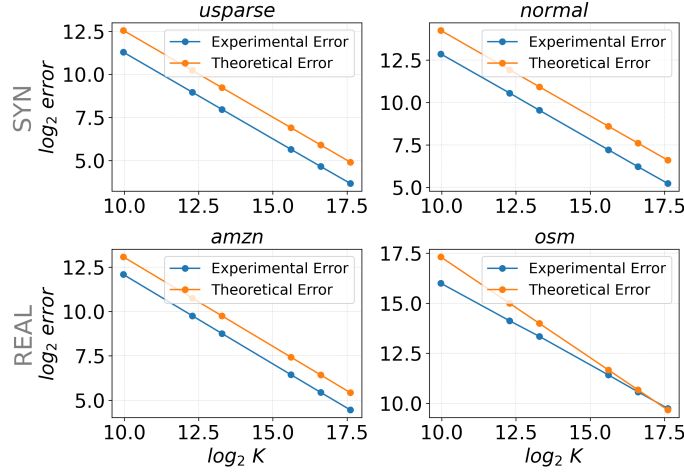 usparse
normal
SYN
log₂ error
12.5
10.0
7.5
5.0
Experimental Error
Theoretical Error
10.0 12.5 15.0 17.5
12.5
10.0
7.5
5.0
Experimental Error
Theoretical Error
10.0 12.5 15.0 17.5
amzn
osm
REAL
log₂ error
12.5
10.0
7.5
5.0
Experimental Error
Theoretical Error
10.0 12.5 15.0 17.5
log₂ K
17.5
15.0
12.5
10.0
Experimental Error
Theoretical Error
10.0 12.5 15.0 17.5
log₂ K